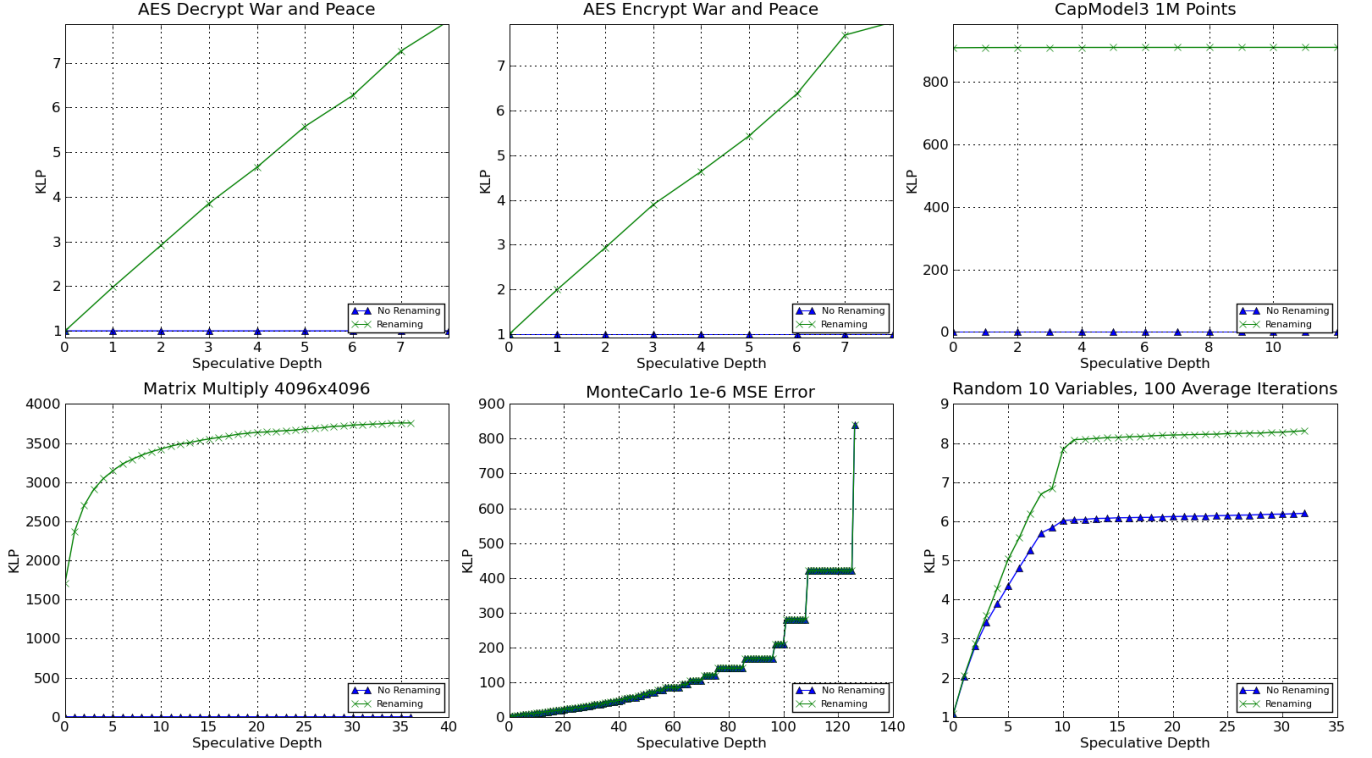 AES Decrypt War and Peace
KLP
7
6
5
4
3
2
1
0 1 2 3 4 5 6 7
Speculative Depth
No Renaming
Renaming
AES Encrypt War and Peace
KLP
7
6
5
4
3
2
1
0 1 2 3 4 5 6 7
Speculative Depth
No Renaming
Renaming
CapModel3 1M Points
KLP
800
600
400
200
0
0 2 4 6 8 10
Speculative Depth
No Renaming
Renaming
Matrix Multiply 4096x4096
KLP
4000
3500
3000
2500
2000
1500
1000
500
0
0 5 10 15 20 25 30 35 40
Speculative Depth
No Renaming
Renaming
MonteCarlo 1e-6 MSE Error
KLP
900
800
700
600
500
400
300
200
100
0
0 20 40 60 80 100 120 140
Speculative Depth
No Renaming
Renaming
Random 10 Variables, 100 Average Iterations
KLP
9
8
7
6
5
4
3
2
1
0 5 10 15 20 25 30 35
Speculative Depth
No Renaming
Renaming